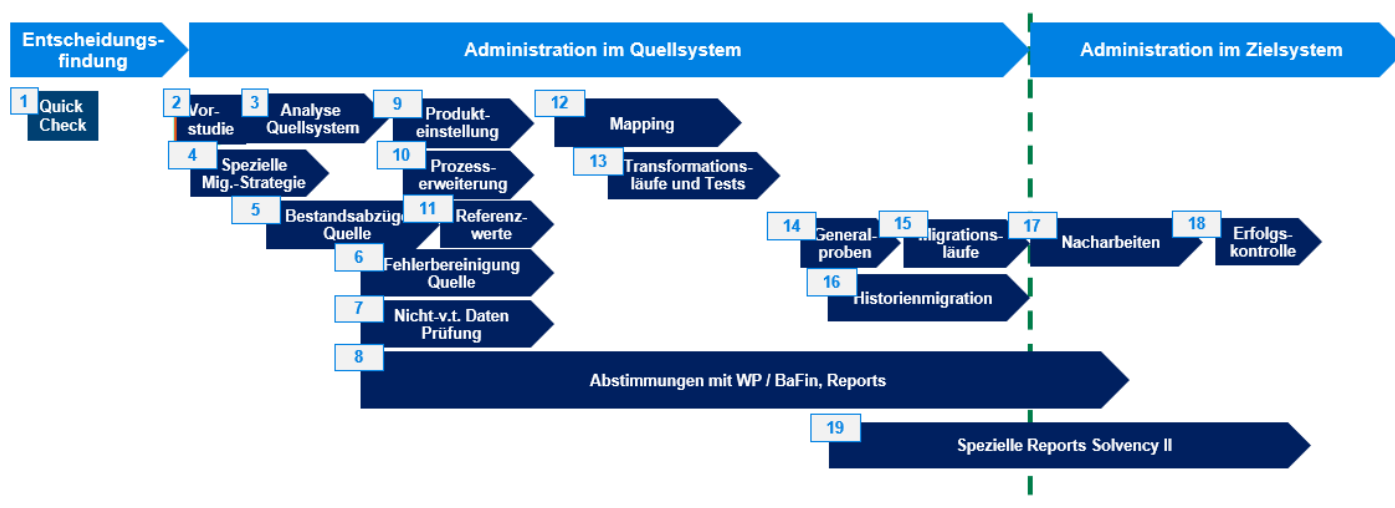 Entscheidungs-
findung
Administration im Quellsystem
Administration im Zielsystem
1
Quick
Check
2
Vor-
studie
3
Analyse
Quellsystem
9
Produkt-
einstellung
12
Mapping
4
Spezielle
Mig.-Strategie
10
Prozess-
erweiterung
13
Transformations-
läufe und Tests
5
Bestandsabzüge
Quelle
11
Referenz-
werte
14
General-
proben
15
Migrations-
läufe
17
Nacharbeiten
18
Erfolgs-
kontrolle
6
Fehlerbereinigung
Quelle
16
Historienmigration
7
Nicht-v.t. Daten
Prüfung
8
Abstimmungen mit WP / BaFin, Reports
19
Spezielle Reports Solvency II